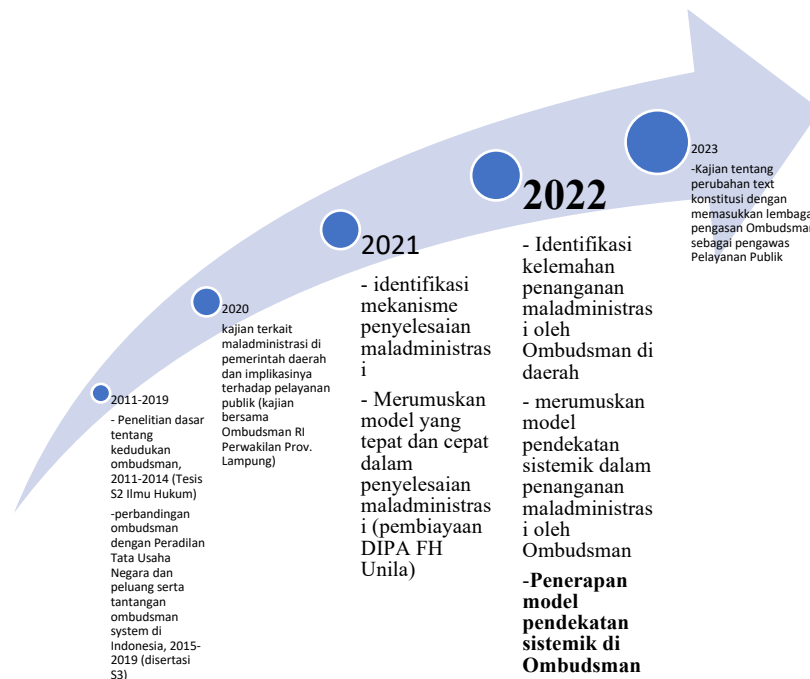 2011-2019
- Penelitian dasar
tentang
kedudukan
ombudsman,
2011-2014 (Tesis
S2 Ilmu Hukum)
-perbandingan
ombudsman
dengan Peradilan
Tata Usaha
Negara dan
peluang serta
tantangan
ombudsman
system di
Indonesia, 2015-
2019 (disertasi
S3)
2020
kajian terkait
maladministrasi di
pemerintah daerah
dan implikasinya
terhadap pelayanan
publik (kajian
bersama
Ombudsman RI
Perwakilan Prov.
Lampung)
2021
- identifikasi
mekanisme
penyelesaian
maladministras
i
- Merumuskan
model yang
tepat dan cepat
dalam
penyelesaian
maladministras
i (pembiayaan
DIPA FH
Unila)
2022
- Identifikasi
kelemahan
penanganan
maladministras
i oleh
Ombudsman di
daerah
- merumuskan
model
pendekatan
sistemik dalam
penanganan
maladministras
i oleh
Ombudsman
-Penerapan
model
pendekatan
sistemik di
Ombudsman
2023
-Kajian tentang
perubahan text
konstitusi dengan
memasukkan lembaga
pengasan Ombudsman
sebagai pengawas
Pelayanan Publik